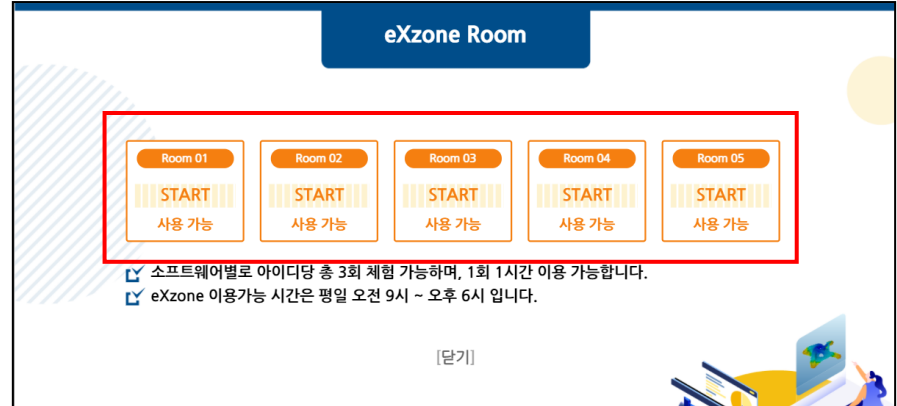 eXzone Room
Room 01 Room 02 Room 03 Room 04 Room 05
START START START START START
사용 가능 사용 가능 사용 가능 사용 가능 사용 가능
소프트웨어별로 아이디당 총 3회 체험 가능하며, 1회 1시간 이용 가능합니다.
eXzone 이용가능 시간은 평일 오전 9시 ~ 오후 6시 입니다.
[닫기]